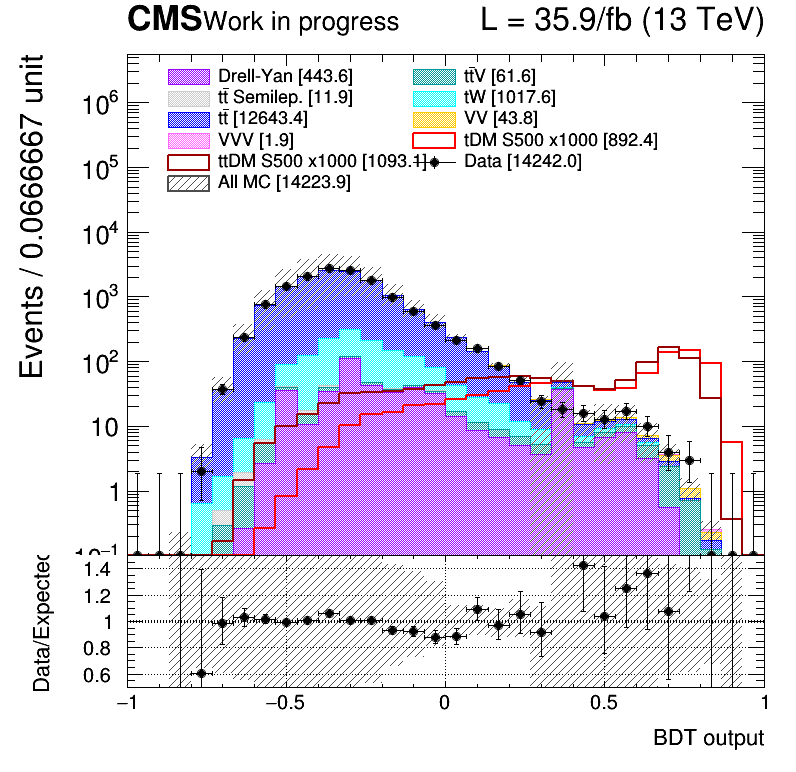 CMS Work in progress L = 35.9/fb (13 TeV)
Drell-Yan [443.6] tt̄V [61.6]
tt̄ Semilep. [11.9] tW [1017.6]
tt̄ [12643.4] VV [43.8]
VVV [1.9] tDM S500 x1000 [892.4]
ttDM S500 x1000 [1093.1] Data [14242.0]
All MC [14223.9]
Events / 0.0666667 unit
10⁶
10⁵
10⁴
10³
10²
10
1
10⁻¹
Data/Expected
1.4
1.2
1
0.8
0.6
−1 −0.5 0 0.5 1
BDT output